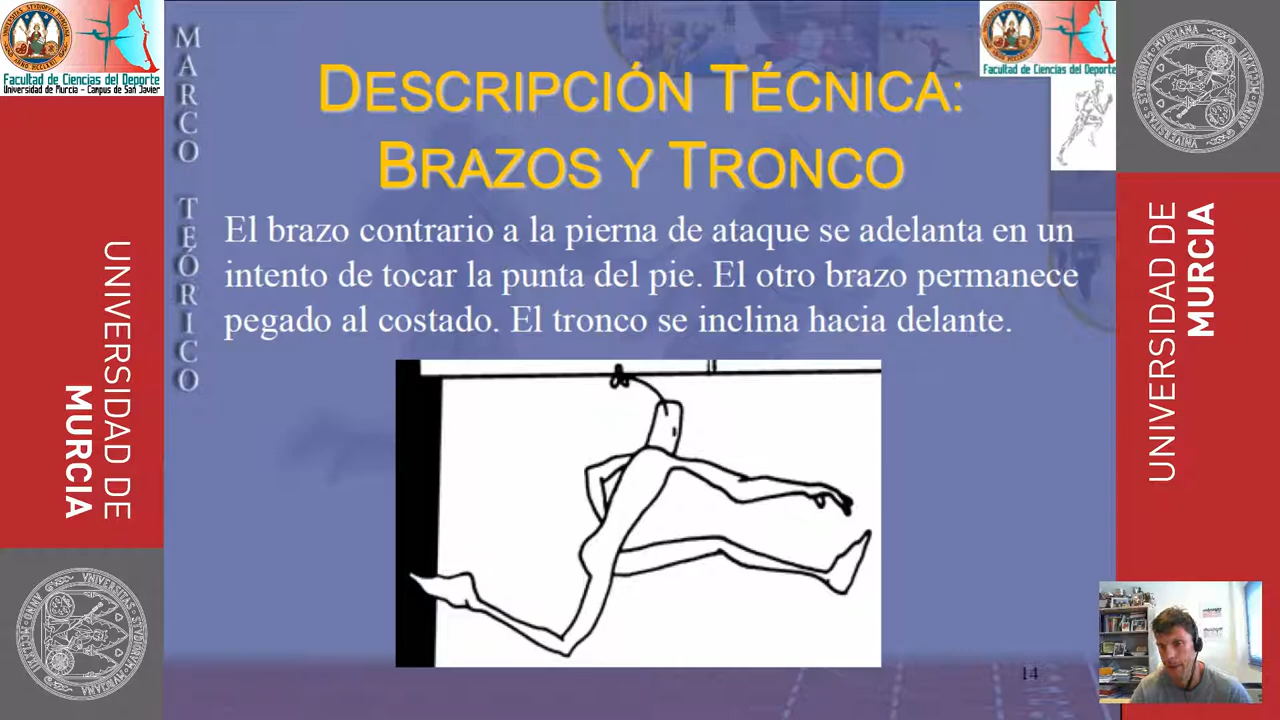 Facultad de Ciencias del Deporte
Universidad de Murcia - Campus de San Javier
MARCO TEÓRICO
Facultad de Ciencias del Deporte
DESCRIPCIÓN TÉCNICA:
BRAZOS Y TRONCO
El brazo contrario a la pierna de ataque se adelanta en un
intento de tocar la punta del pie. El otro brazo permanece
pegado al costado. El tronco se inclina hacia delante.
UNIVERSIDAD DE
MURCIA
UNIVERSIDAD DE
MURCIA
14